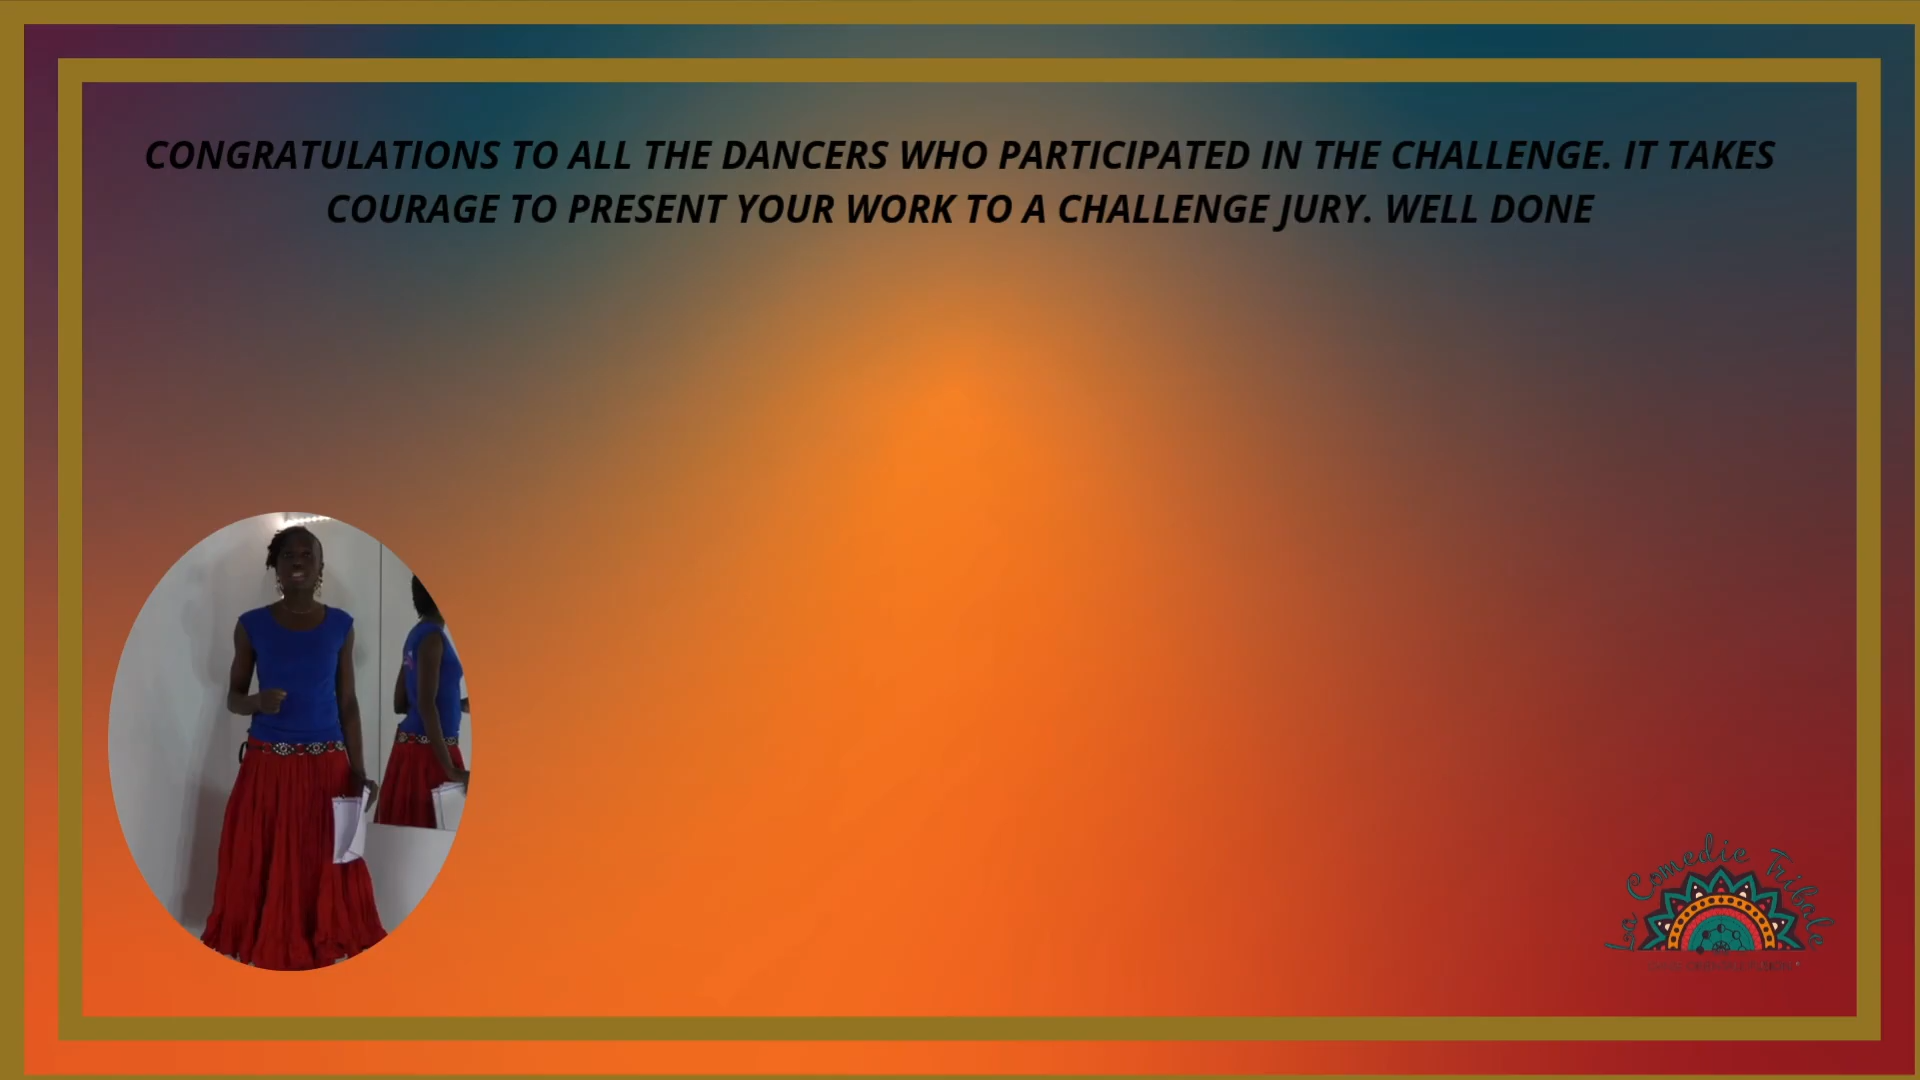 CONGRATULATIONS TO ALL THE DANCERS WHO PARTICIPATED IN THE CHALLENGE. IT TAKES
COURAGE TO PRESENT YOUR WORK TO A CHALLENGE JURY. WELL DONE
La Comedie Tribale